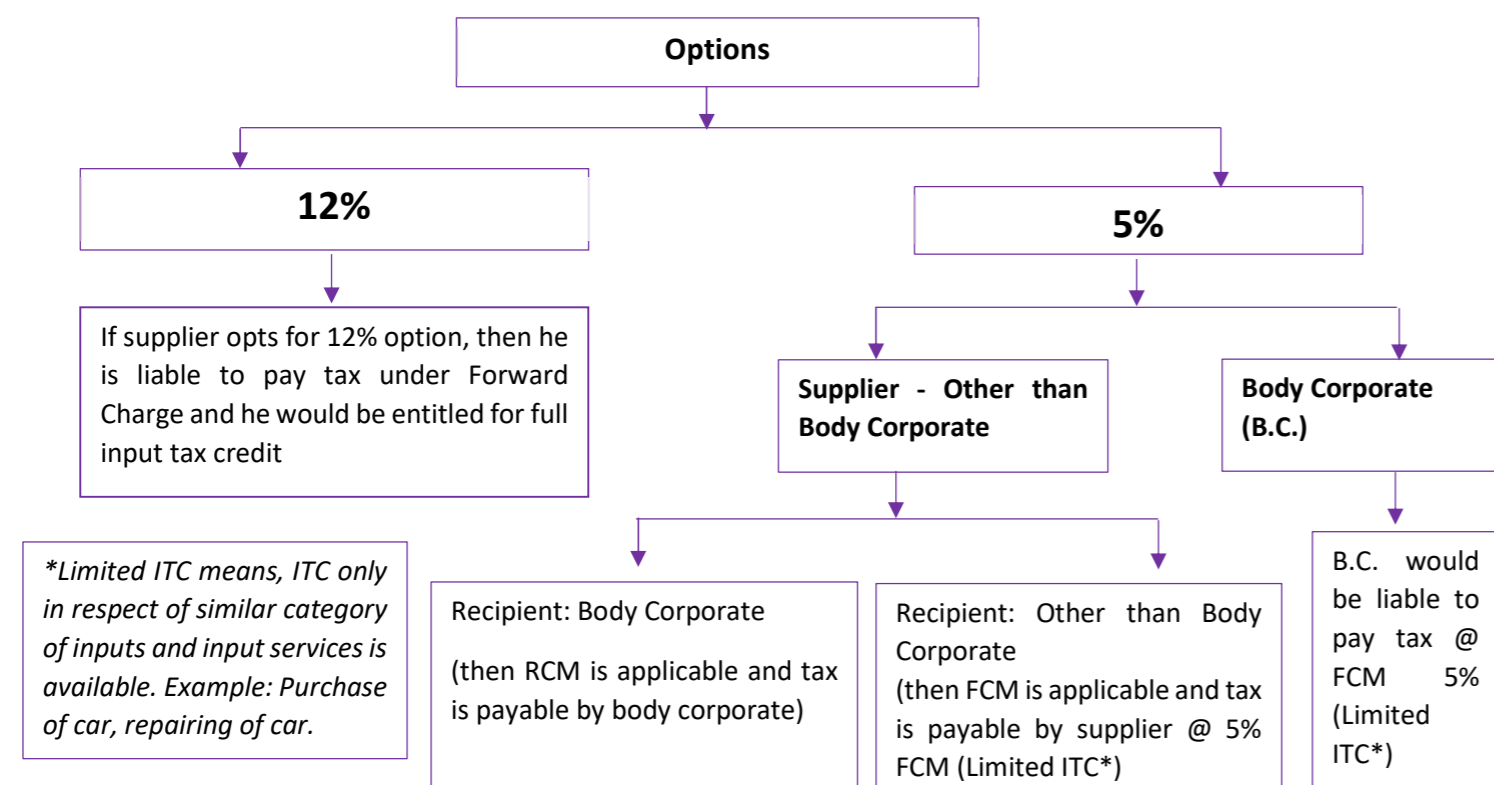 Options
12%
5%
If supplier opts for 12% option, then he
is liable to pay tax under Forward
Charge and he would be entitled for full
input tax credit
Supplier - Other than
Body Corporate
Body Corporate
(B.C.)
*Limited ITC means, ITC only
in respect of similar category
of inputs and input services is
available. Example: Purchase
of car, repairing of car.
Recipient: Body Corporate
(then RCM is applicable and tax
is payable by body corporate)
Recipient: Other than Body
Corporate
(then FCM is applicable and tax
is payable by supplier @ 5%
FCM (Limited ITC*)
B.C. would
be liable to
pay tax @
FCM 5%
(Limited
ITC*)